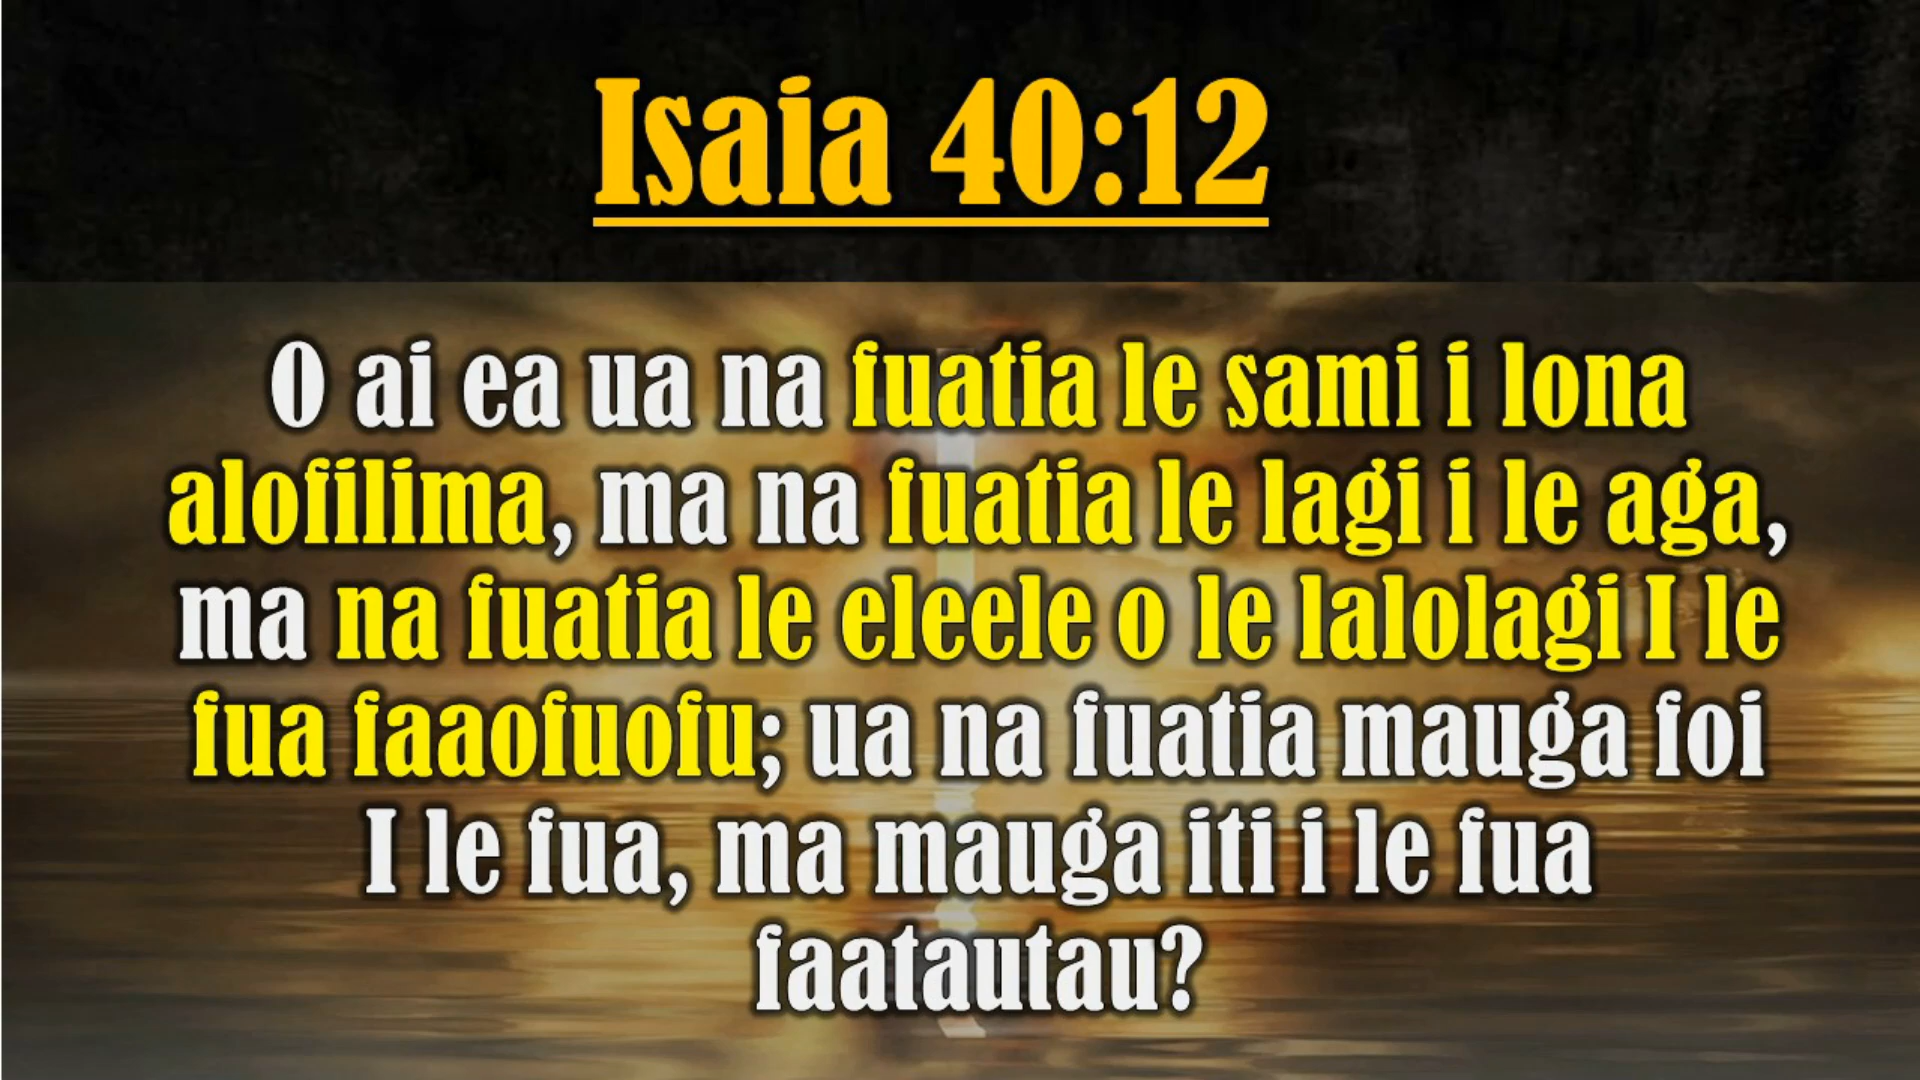 Isaia 40:12
O ai ea ua na fuatia le sami i lona
alofilima, ma na fuatia le lagi i le aga,
ma na fuatia le eleele o le lalolagi I le
fua faaofuofu; ua na fuatia mauga foi
I le fua, ma mauga iti i le fua
faatautau?